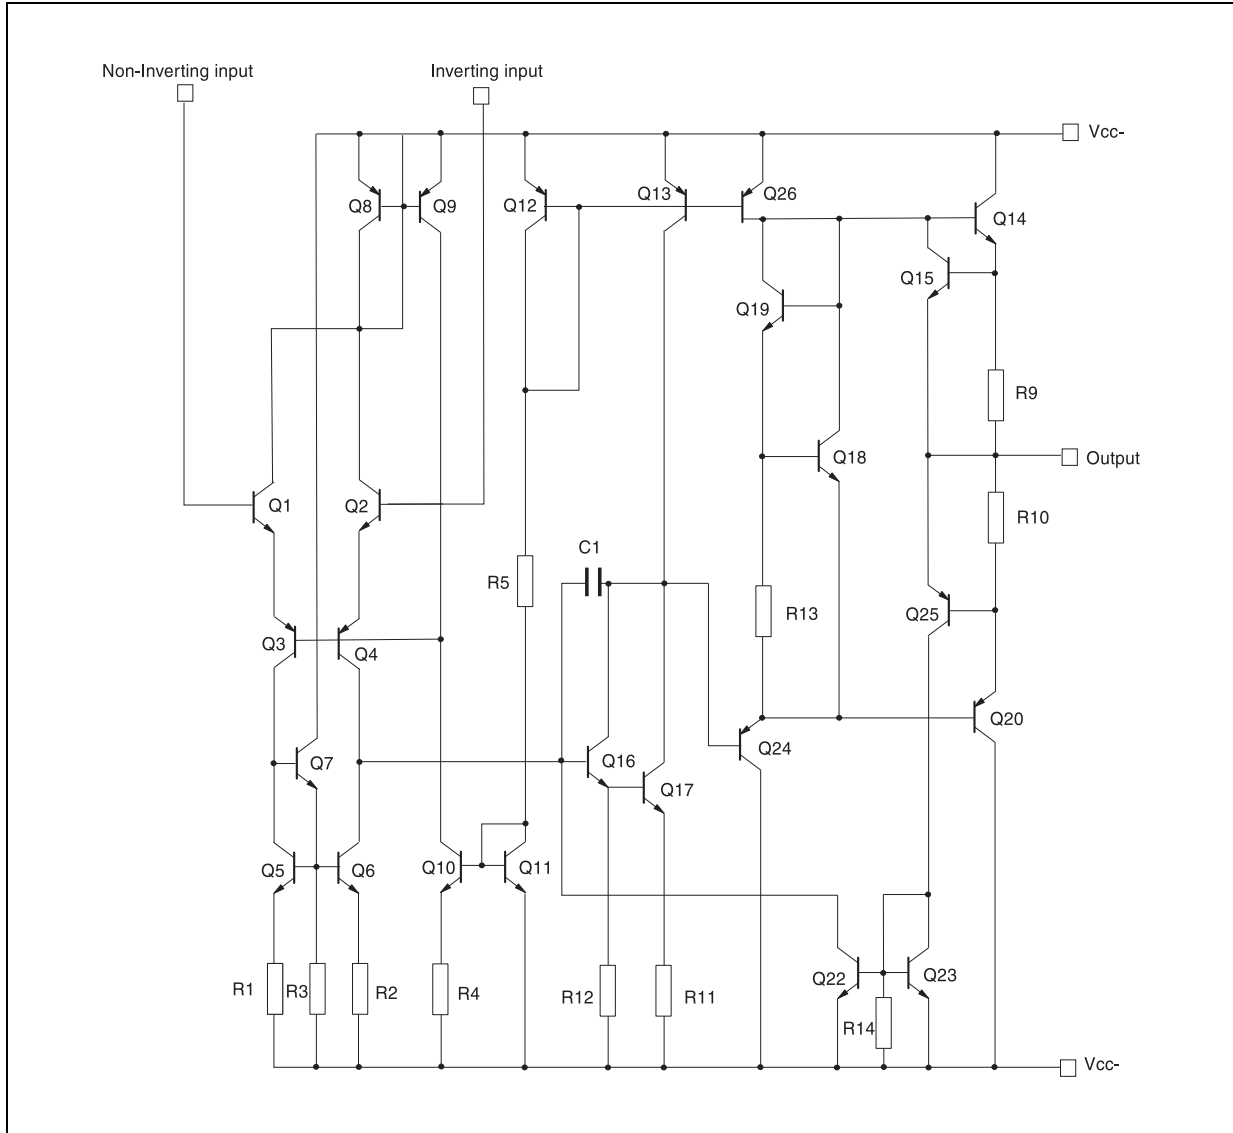 Non-Inverting input
Inverting input
Vcc-
Q8
Q9
Q12
Q13
Q26
Q14
Q15
Q19
R9
Q18
Output
Q1
Q2
R10
C1
R5
R13
Q25
Q3
Q4
Q20
Q24
Q7
Q16
Q17
Q5
Q6
Q10
Q11
Q22
Q23
R1
R3
R2
R4
R12
R11
R14
Vcc-